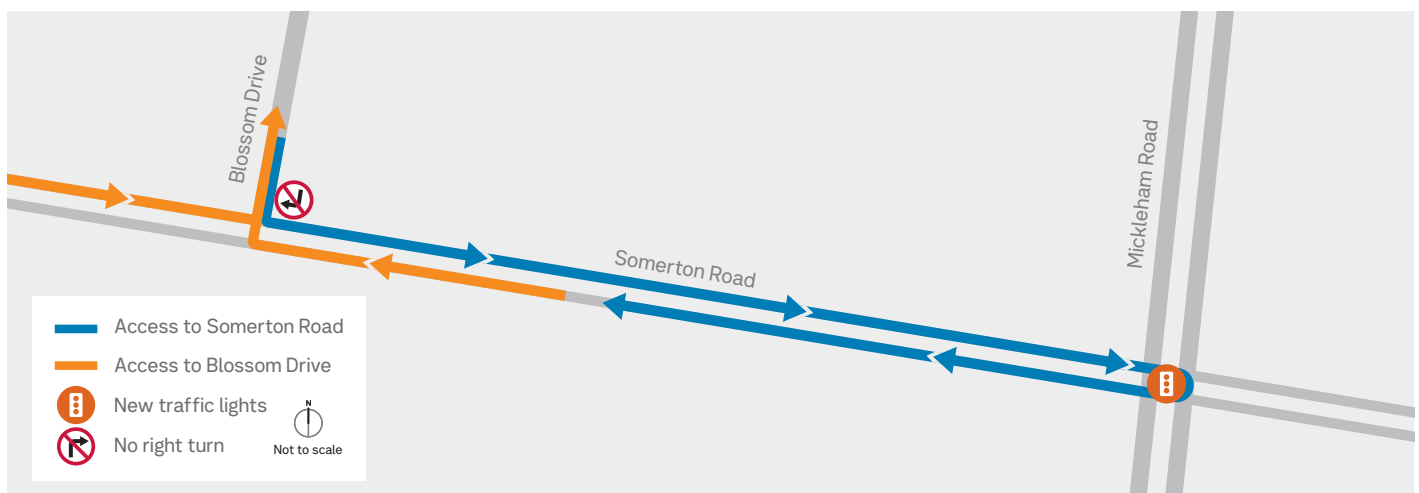 Blossom Drive
Somerton Road
Mickleham Road
Access to Somerton Road
Access to Blossom Drive
New traffic lights
No right turn
N
Not to scale